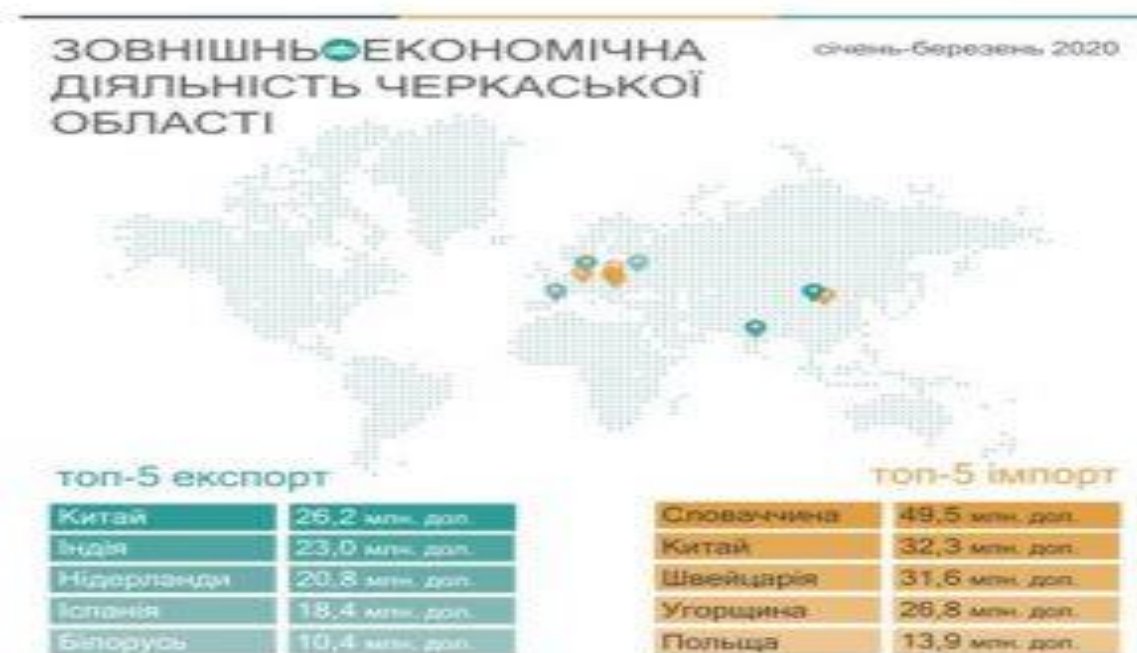 ЗОВНІШНЬОЕКОНОМІЧНА
ДІЯЛЬНІСТЬ ЧЕРКАСЬКОЇ
ОБЛАСТІ
січень-березень 2020
топ-5 експорт
Китай 26,2 млн. дол.
Індія 23,0 млн. дол.
Нідерланди 20,8 млн. дол.
Іспанія 18,4 млн. дол.
Білорусь 10,4 млн. дол.
топ-5 імпорт
Словаччина 49,5 млн. дол.
Китай 32,3 млн. дол.
Швейцарія 31,6 млн. дол.
Угорщина 26,8 млн. дол.
Польща 13,9 млн. дол.